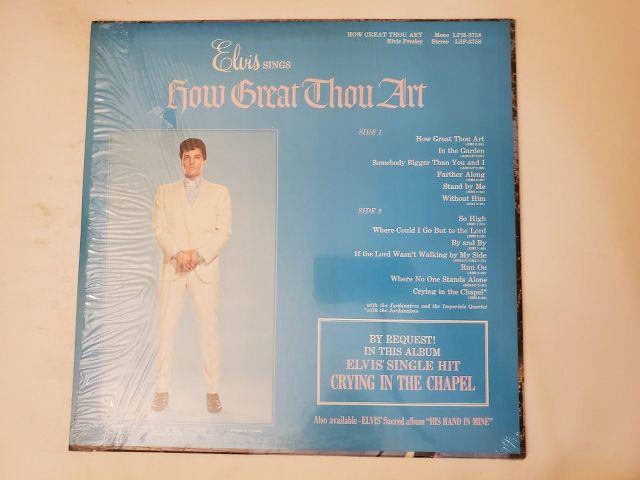 HOW GREAT THOU ART Mono LPM-3758
Elvis Presley Stereo LSP-3758
Elvis SINGS
How Great Thou Art
SIDE 1
How Great Thou Art
In the Garden
Somebody Bigger Than You and I
Farther Along
Stand by Me
Without Him
SIDE 2
So High
Where Could I Go But to the Lord
By and By
If the Lord Wasn't Walking by My Side
Run On
Where No One Stands Alone
Crying in the Chapel*
with the Jordanaires and the Imperials Quartet
*with the Jordanaires
BY REQUEST!
IN THIS ALBUM
ELVIS' SINGLE HIT
CRYING IN THE CHAPEL
Also available—ELVIS' Sacred album "HIS HAND IN MINE"